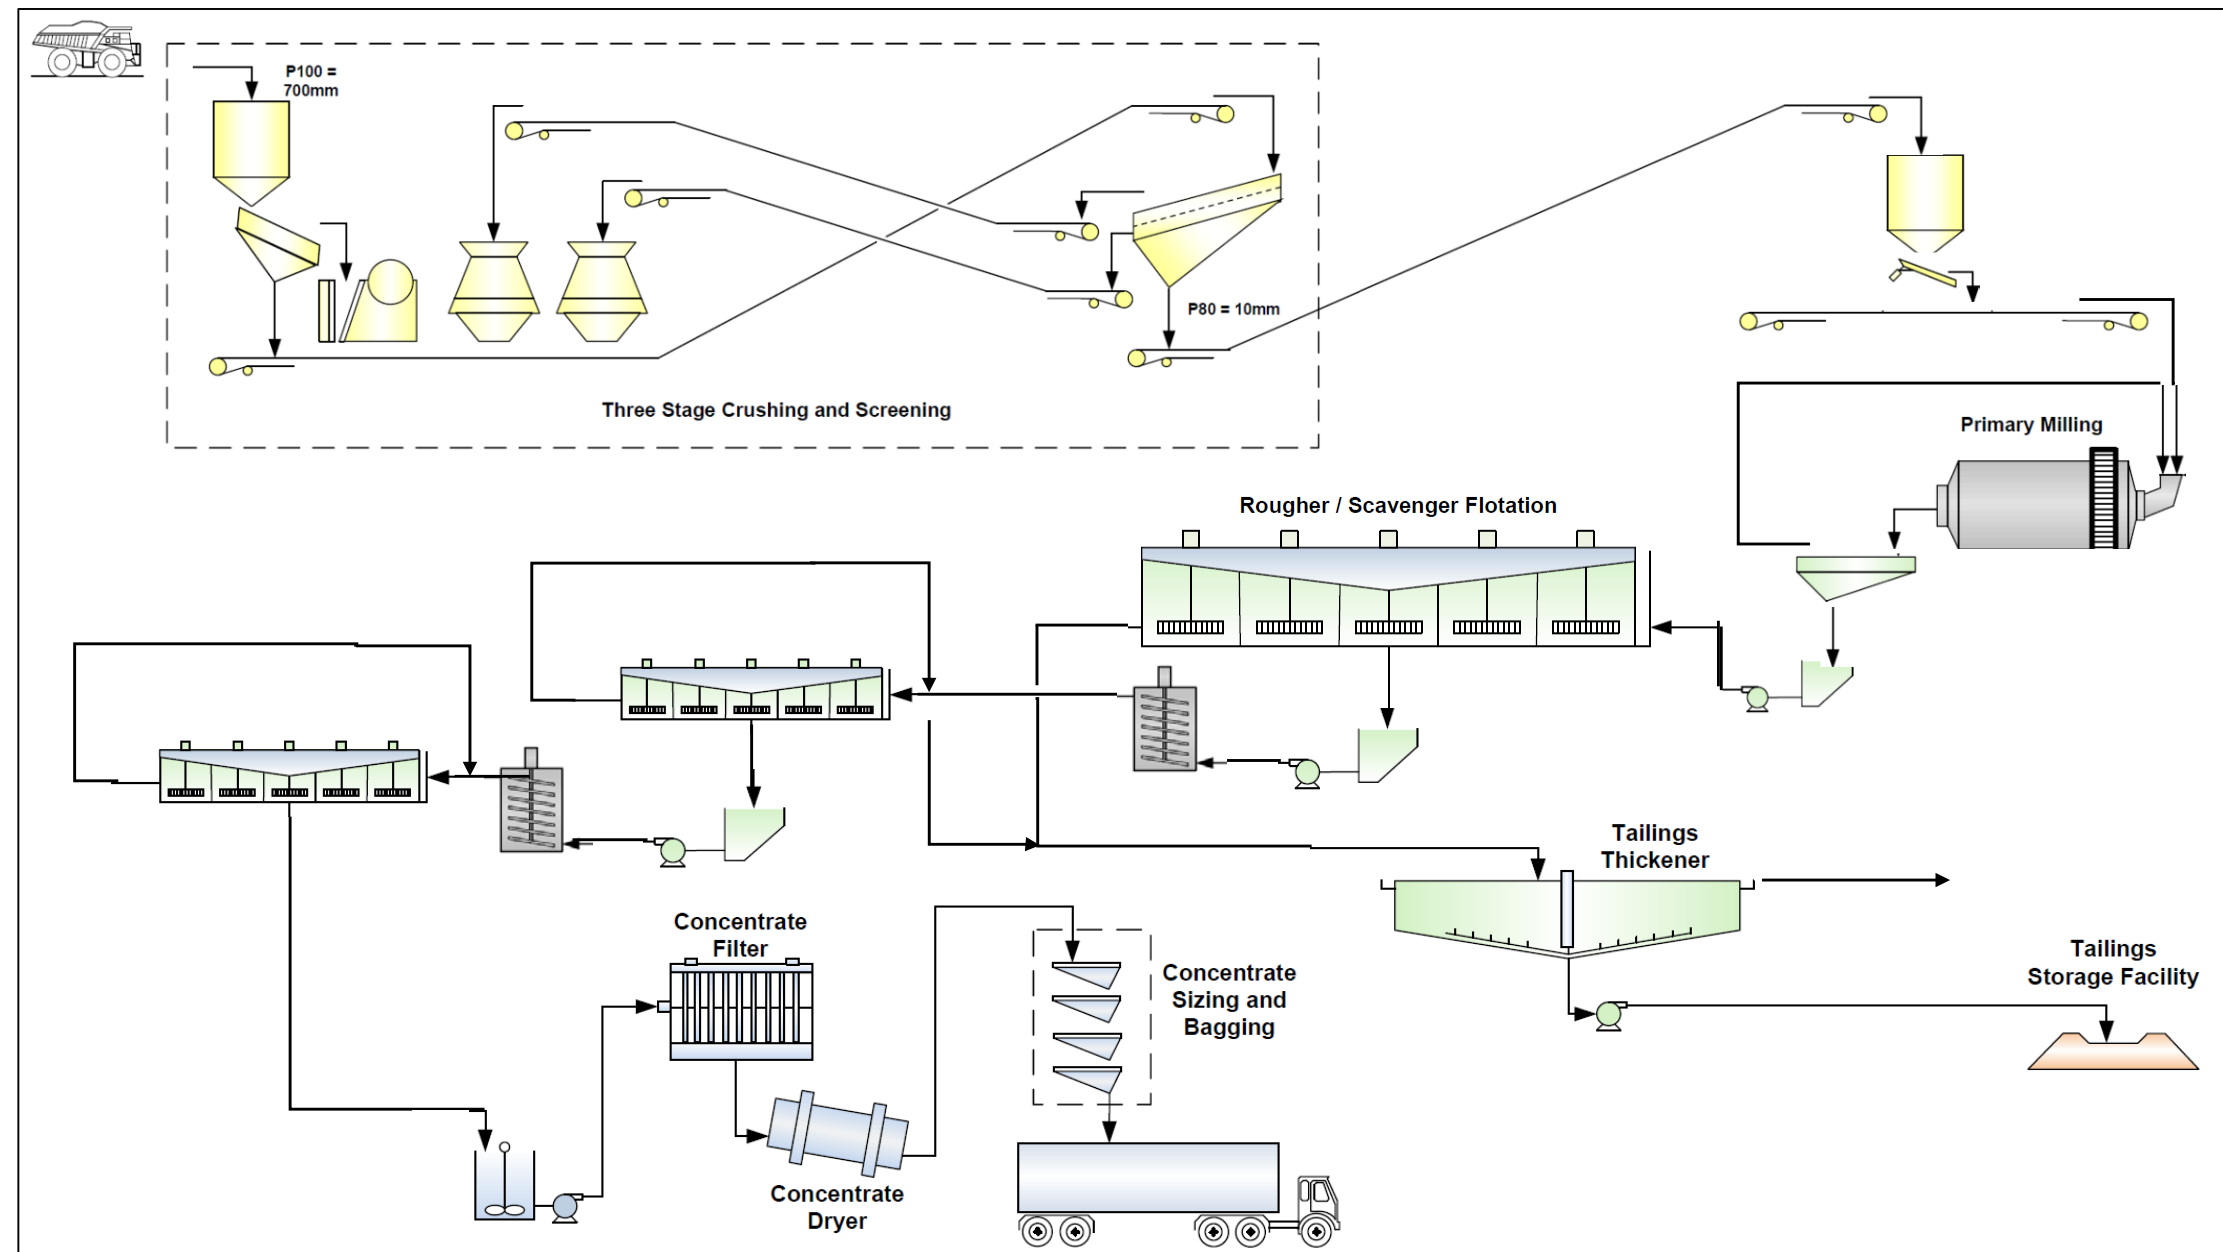 P100 =
700mm
P80 = 10mm
Three Stage Crushing and Screening
Primary Milling
Rougher / Scavenger Flotation
Tailings
Thickener
Concentrate
Filter
Concentrate
Sizing and
Bagging
Tailings
Storage Facility
Concentrate
Dryer